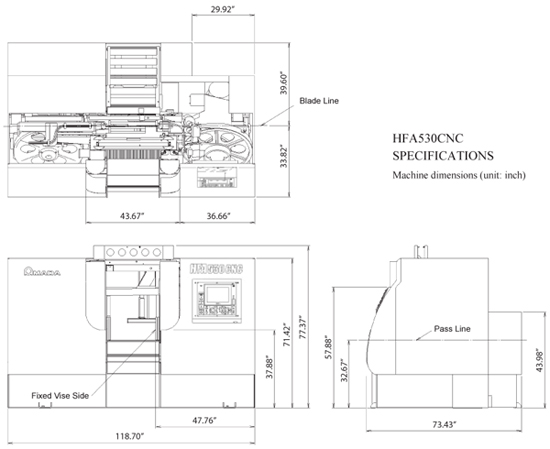 29.92"
39.60"
Blade Line
33.82"
HFA530CNC
SPECIFICATIONS
Machine dimensions (unit: inch)
43.67"
36.66"
HFA530CNC
71.42"
77.37"
37.88"
Fixed Vise Side
47.76"
118.70"
57.88"
32.67"
Pass Line
43.98"
73.43"